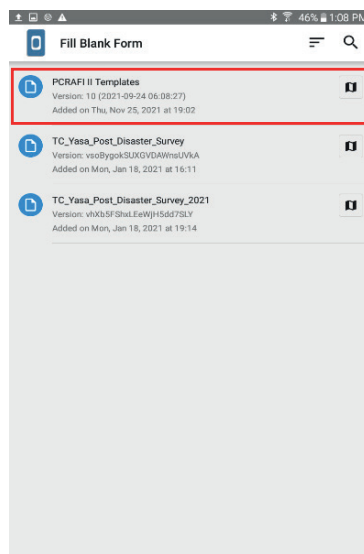 46% 1:08 PM
Fill Blank Form
PCRAFI II Templates
Version: 10 (2021-09-24 06:08:27)
Added on Thu, Nov 25, 2021 at 19:02
TC_Yasa_Post_Disaster_Survey
Version: vsoBygokSUXGVDAWnsUVkA
Added on Mon, Jan 18, 2021 at 16:11
TC_Yasa_Post_Disaster_Survey_2021
Version: vhXb5FShxLEeWjH5dd7SLY
Added on Mon, Jan 18, 2021 at 19:14